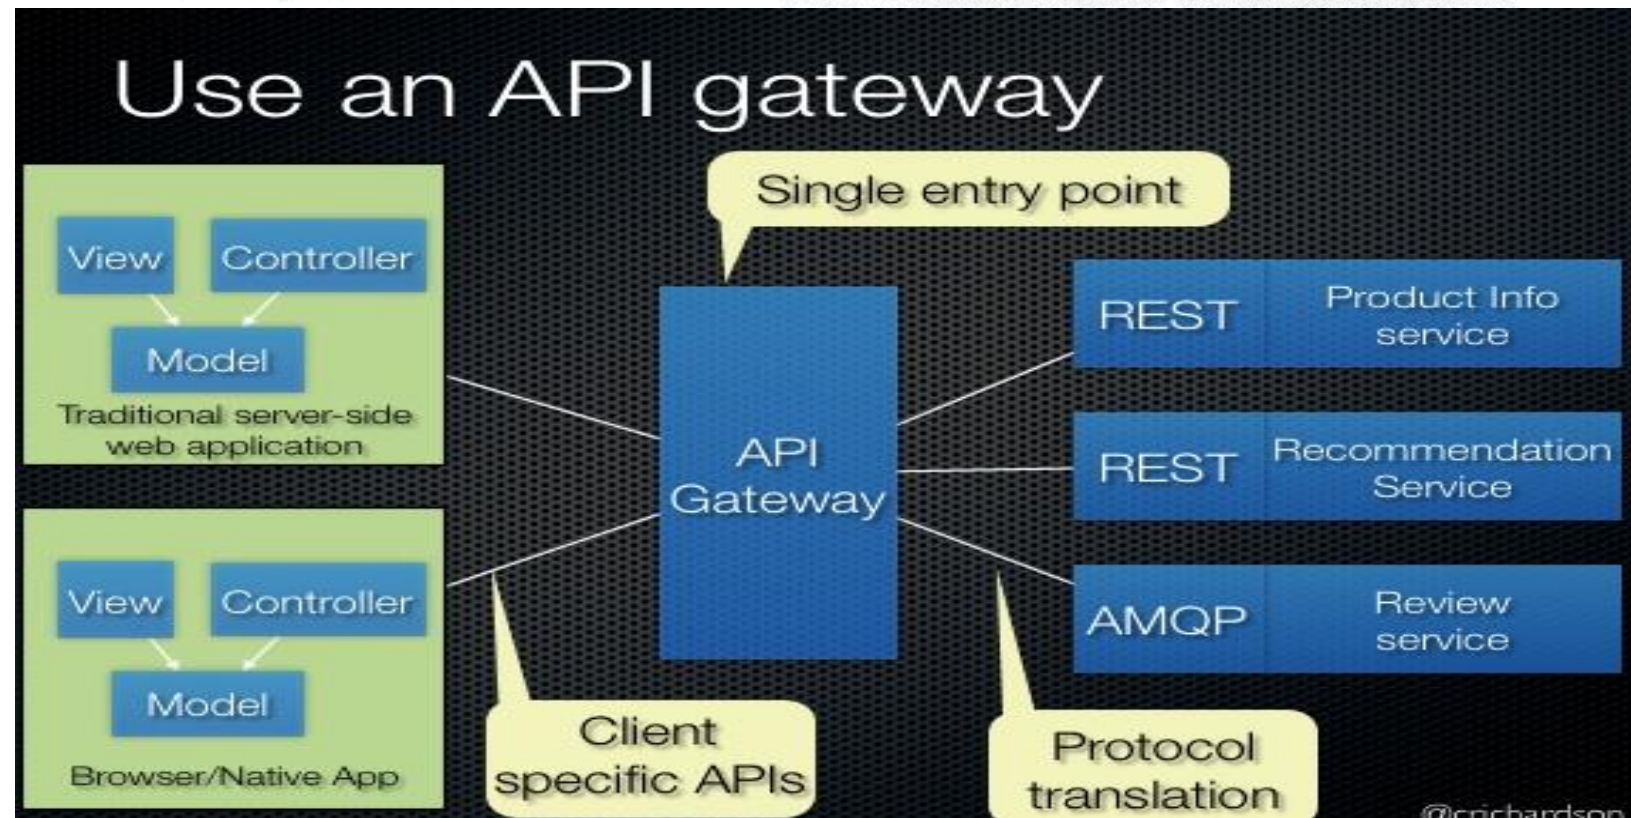 Use an API gateway
Single entry point
View
Controller
Model
Traditional server-side
web application
View
Controller
Model
Browser/Native App
API
Gateway
Client
specific APIs
Protocol
translation
REST
Product Info
service
REST
Recommendation
Service
AMQP
Review
service
@crichardson